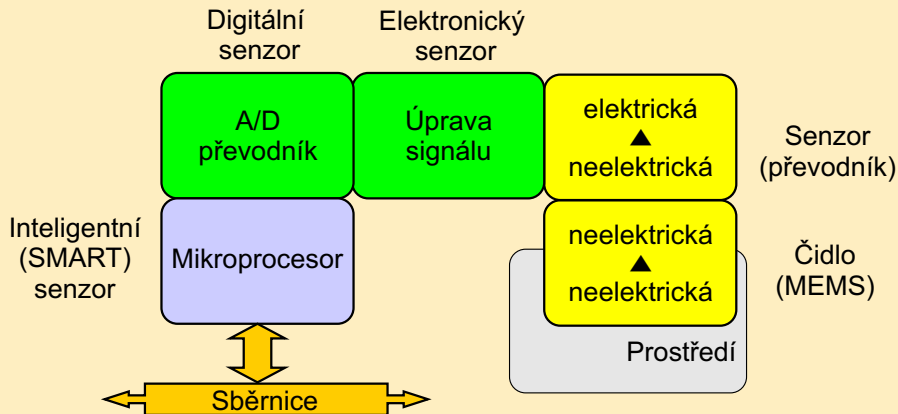 Digitální
senzor
Elektronický
senzor
A/D
převodník
Úprava
signálu
elektrická
▲
neelektrická
Senzor
(převodník)
Inteligentní
(SMART)
senzor
Mikroprocesor
neelektrická
▲
neelektrická
Čidlo
(MEMS)
Prostředí
Sběrnice